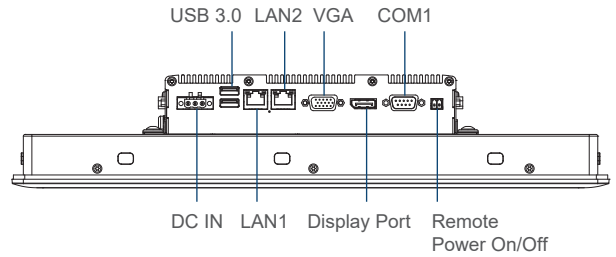 USB 3.0 LAN2 VGA COM1
DC IN LAN1 Display Port Remote
Power On/Off